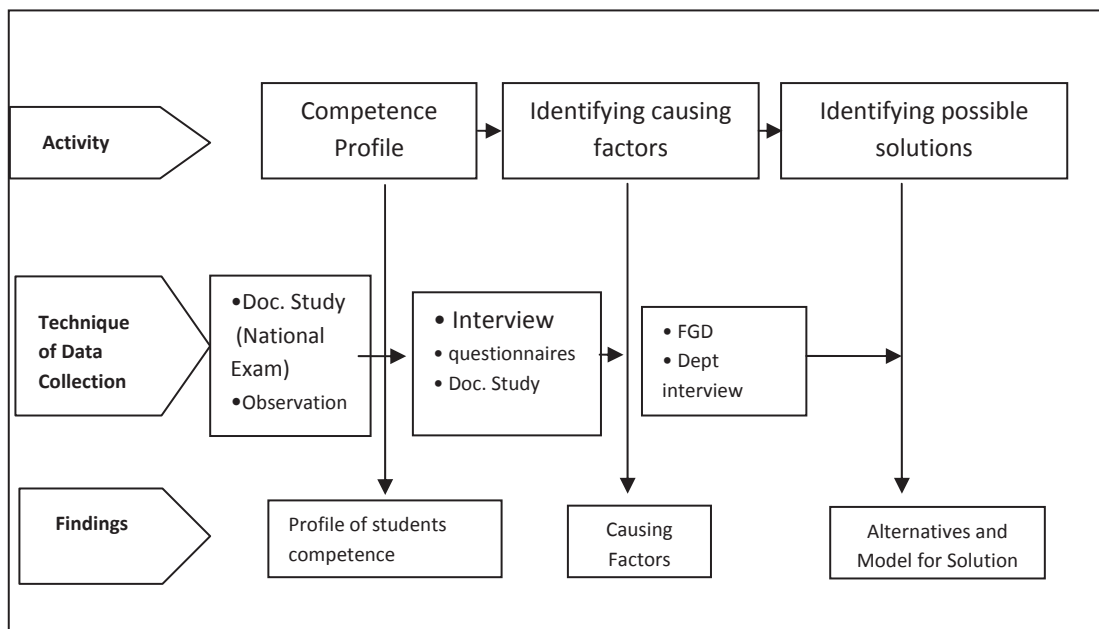 Activity
Competence
Profile
Identifying causing
factors
Identifying possible
solutions
Technique
of Data
Collection
•Doc. Study
(National
Exam)
•Observation
• Interview
• questionnaires
• Doc. Study
• FGD
• Dept
interview
Findings
Profile of students
competence
Causing
Factors
Alternatives and
Model for Solution